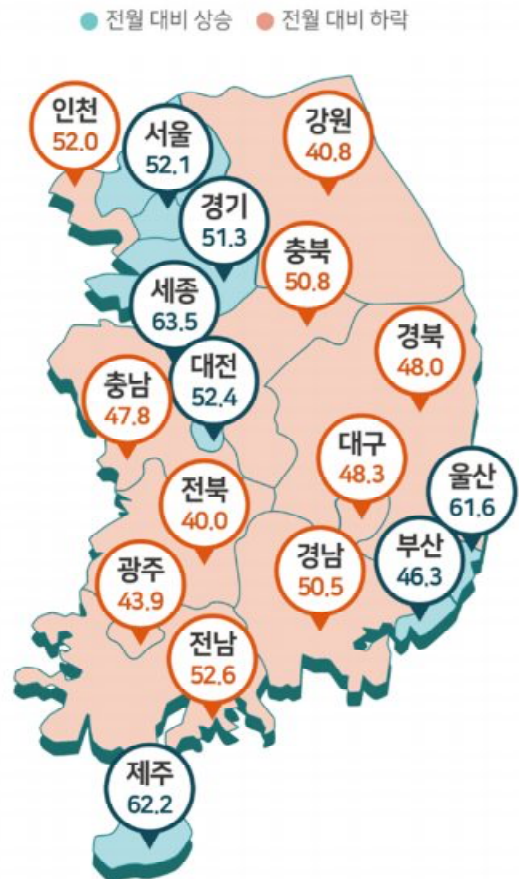 전월 대비 상승 전월 대비 하락
인천
52.0
서울
52.1
강원
40.8
경기
51.3
충북
50.8
세종
63.5
경북
48.0
대전
52.4
충남
47.8
대구
48.3
울산
61.6
전북
40.0
부산
46.3
광주
43.9
경남
50.5
전남
52.6
제주
62.2